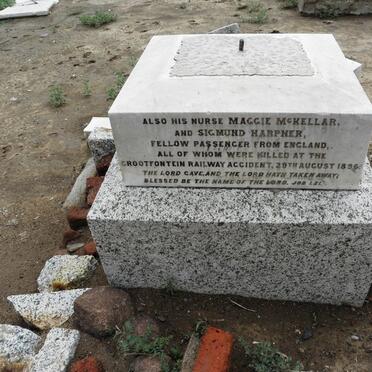 ALSO HIS NURSE MAGGIE MCKELLAR,
AND SIGMUND HARPNER,
FELLOW PASSENGER FROM ENGLAND,
ALL OF WHOM WERE KILLED AT THE
GROOTFONTEIN RAILWAY ACCIDENT, 29TH AUGUST 1896
THE LORD GAVE, AND THE LORD HATH TAKEN AWAY;
BLESSED BE THE NAME OF THE LORD. JOB 1.21.